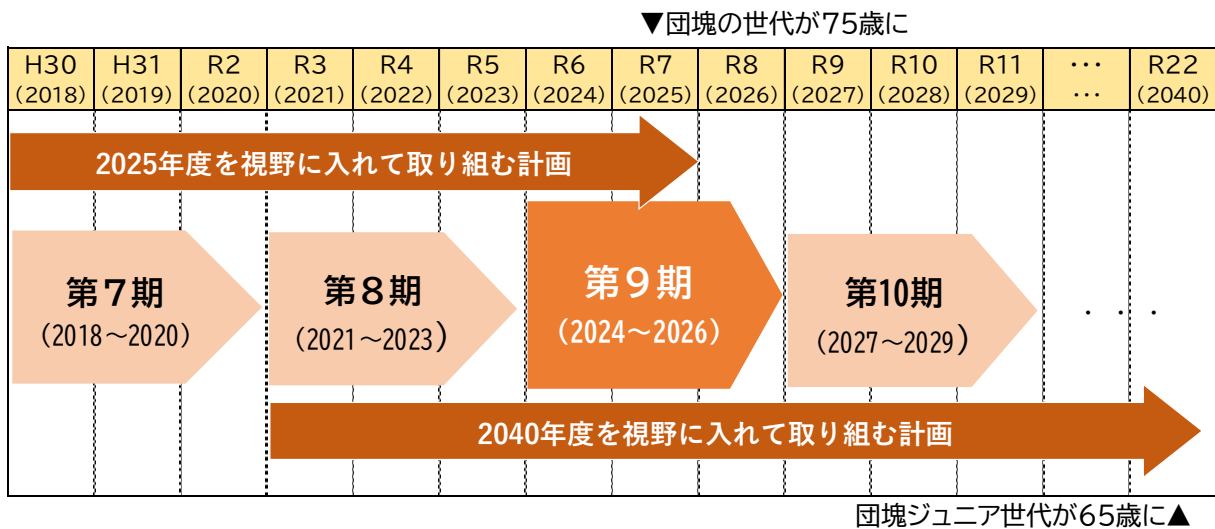 ▼団塊の世代が75歳に
H30 H31 R2 R3 R4 R5 R6 R7 R8 R9 R10 R11 ・・・ R22
(2018) (2019) (2020) (2021) (2022) (2023) (2024) (2025) (2026) (2027) (2028) (2029) ・・・ (2040)
2025年度を視野に入れて取り組む計画
第7期
(2018～2020)
第8期
(2021～2023)
第9期
(2024～2026)
第10期
(2027～2029)
・・・
2040年度を視野に入れて取り組む計画
団塊ジュニア世代が65歳に▲